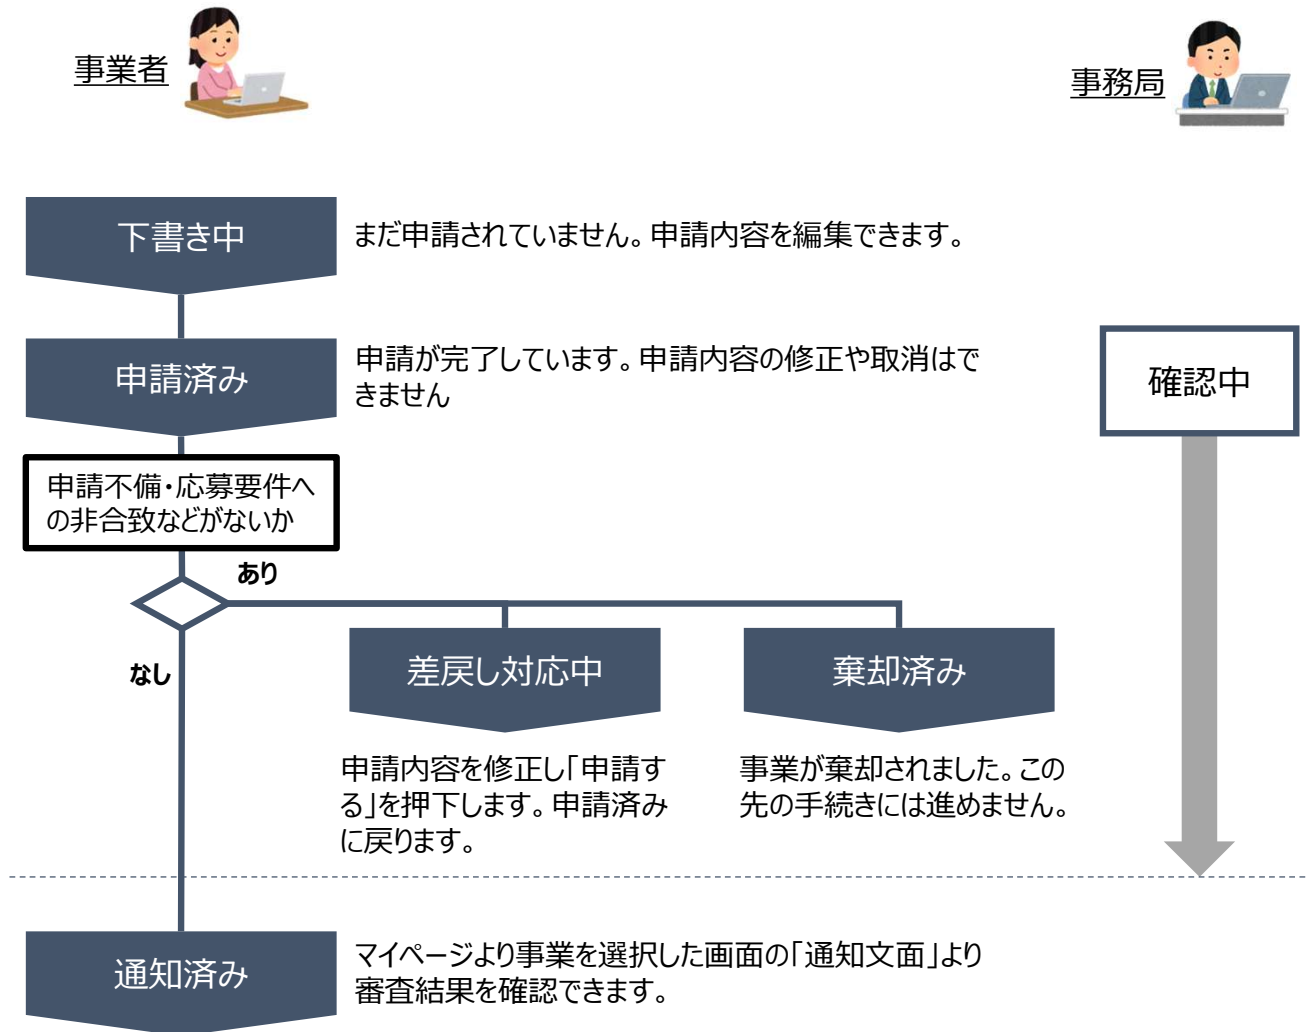 事業者
事務局
下書き中
まだ申請されていません。申請内容を編集できます。
申請済み
申請が完了しています。申請内容の修正や取消はで
きません
確認中
申請不備・応募要件へ
の非合致などがないか
あり
なし
差戻し対応中
棄却済み
申請内容を修正し「申請す
る」を押下します。申請済み
に戻ります。
事業が棄却されました。この
先の手続きには進めません。
通知済み
マイページより事業を選択した画面の「通知文面」より
審査結果を確認できます。